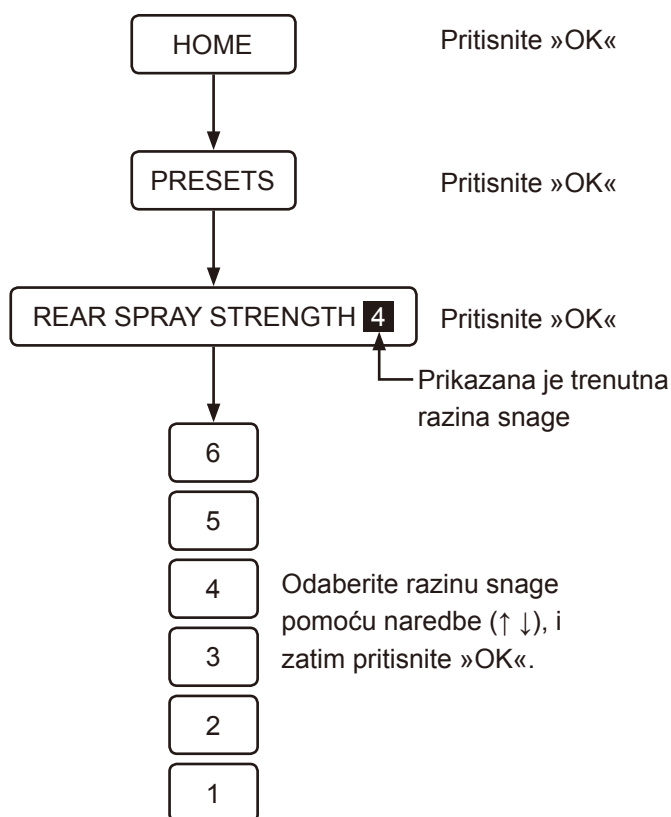 HOME
Pritisnite »OK«
PRESETS
Pritisnite »OK«
REAR SPRAY STRENGTH 4
Pritisnite »OK«
Prikazana je trenutna
razina snage
6
5
4
3
2
1
Odaberite razinu snage
pomoću naredbe (↑ ↓), i
zatim pritisnite »OK«.